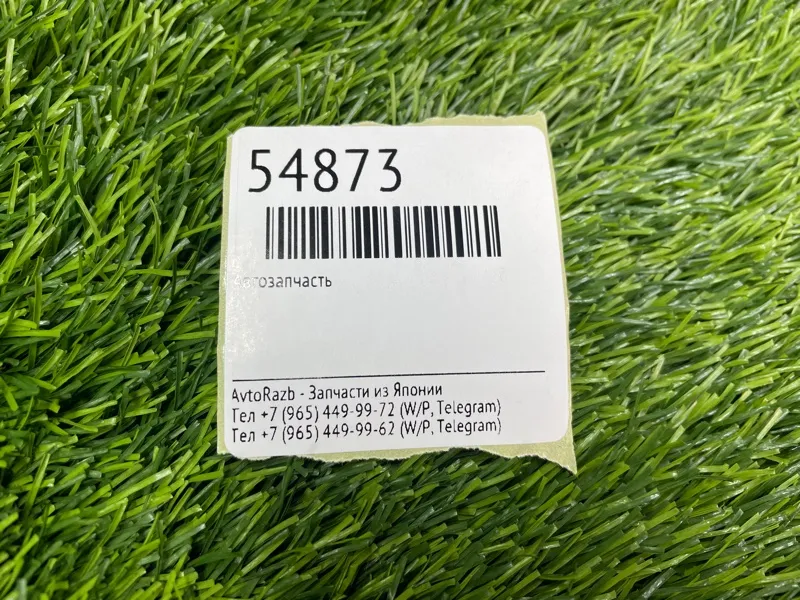 54873
Автозапчасть
AvtoRazb - Запчасти из Японии
Тел +7 (965) 449-99-72 (W/P, Telegram)
Тел +7 (965) 449-99-62 (W/P, Telegram)